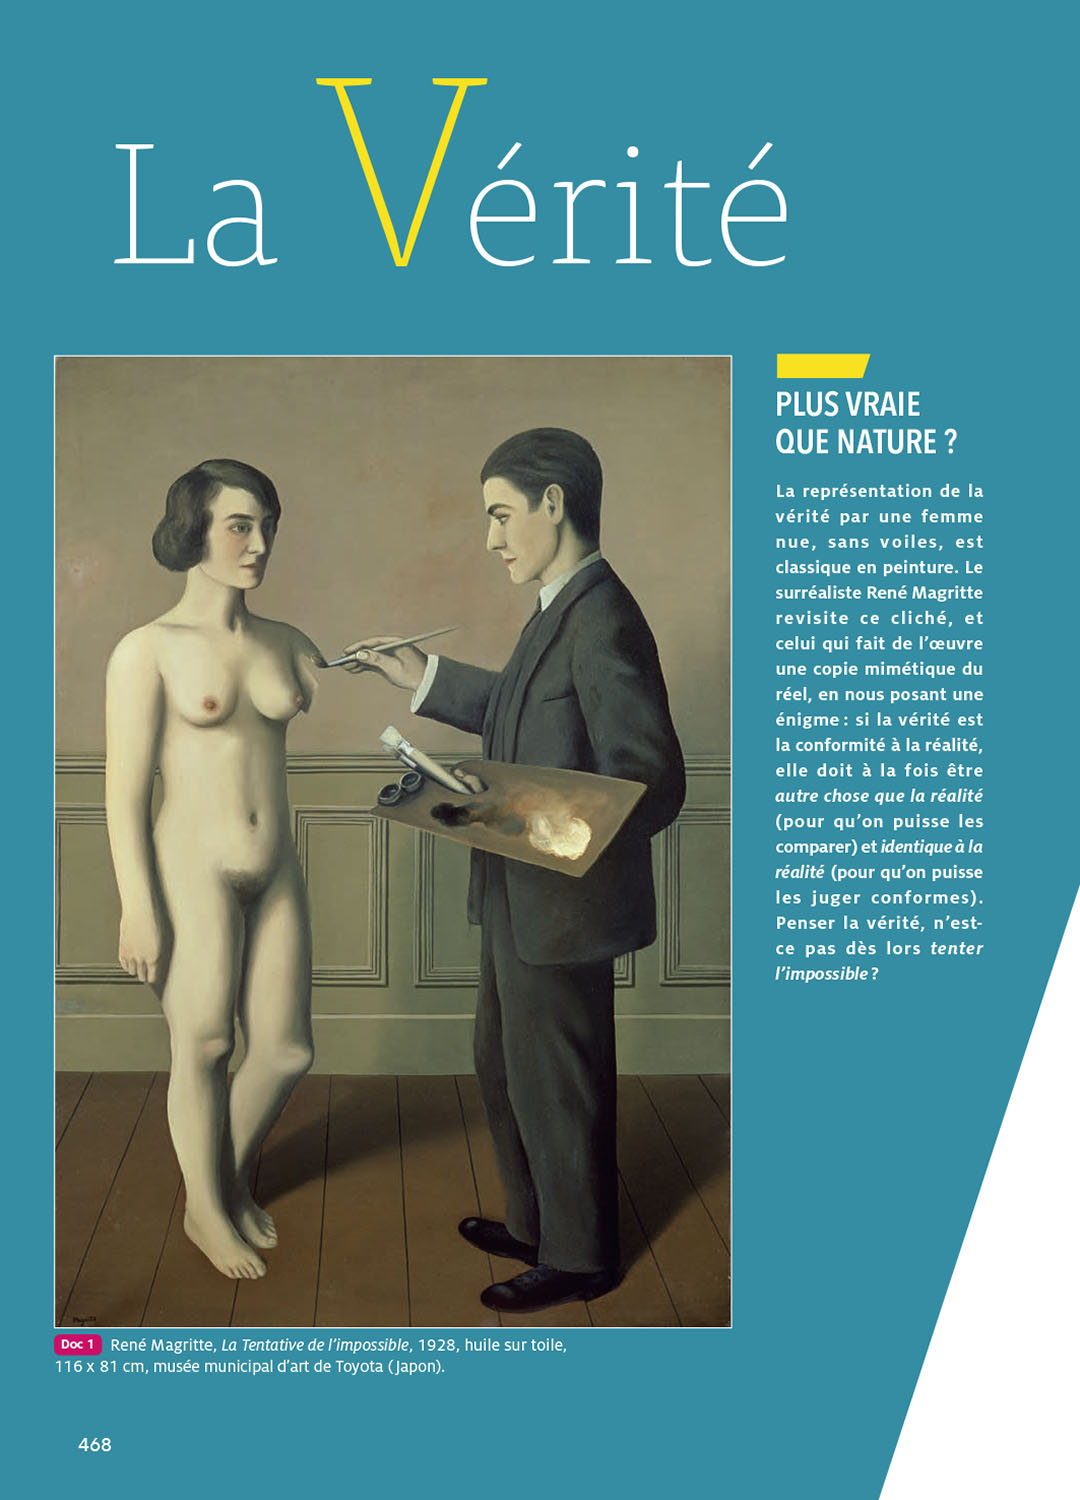 La Vérité
PLUS VRAIE
QUE NATURE ?
La représentation de la
vérité par une femme
nue, sans voiles, est
classique en peinture. Le
surréaliste René Magritte
revisite ce cliché, et
celui qui fait de l'œuvre
une copie mimétique du
réel, en nous posant une
énigme : si la vérité est
la conformité à la réalité,
elle doit à la fois être
autre chose que la réalité
(pour qu'on puisse les
comparer) et identique à la
réalité (pour qu'on puisse
les juger conformes).
Penser la vérité, n'est-
ce pas dès lors tenter
l'impossible ?
Magritte
Doc 1 René Magritte, La Tentative de l'impossible, 1928, huile sur toile,
116 x 81 cm, musée municipal d'art de Toyota (Japon).
468